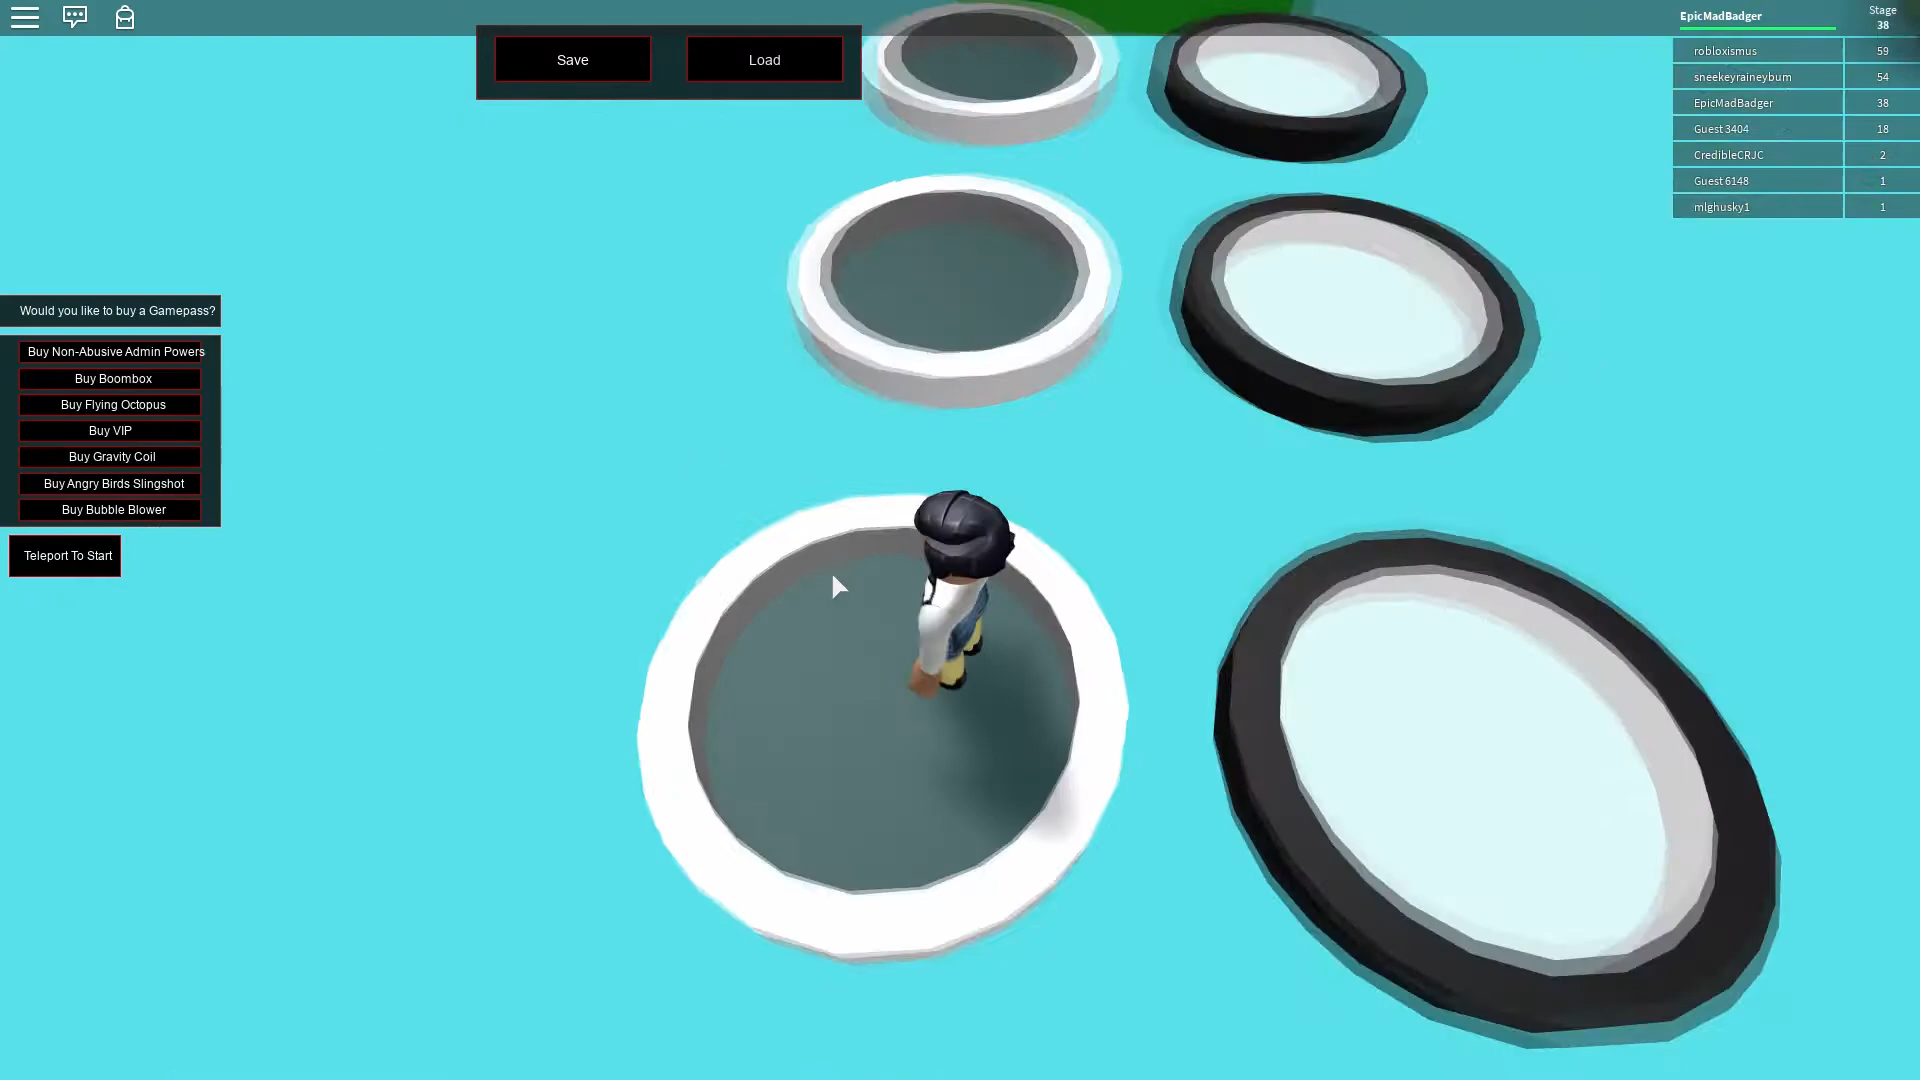 Save
Load
EpicMadBadger
Stage
38
robloxismus 59
sneekeyraineybum 54
EpicMadBadger 38
Guest 3404 18
CredibleCRJC 2
Guest 6148 1
mlghusky1 1
Would you like to buy a Gamepass?
Buy Non-Abusive Admin Powers
Buy Boombox
Buy Flying Octopus
Buy VIP
Buy Gravity Coil
Buy Angry Birds Slingshot
Buy Bubble Blower
Teleport To Start